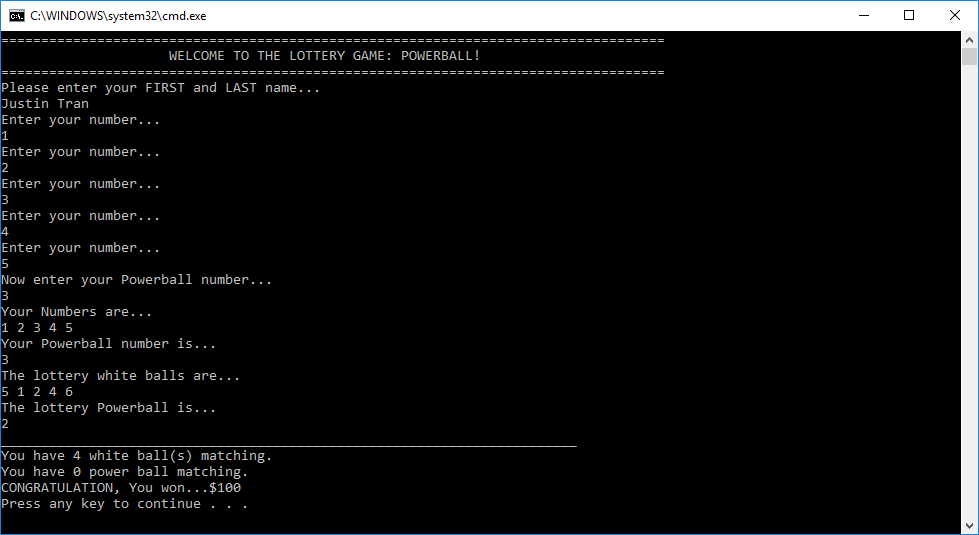 C:\WINDOWS\system32\cmd.exe
===================================================================================
WELCOME TO THE LOTTERY GAME: POWERBALL!
===================================================================================
Please enter your FIRST and LAST name...
Justin Tran
Enter your number...
1
Enter your number...
2
Enter your number...
3
Enter your number...
4
Enter your number...
5
Now enter your Powerball number...
3
Your Numbers are...
1 2 3 4 5
Your Powerball number is...
3
The lottery white balls are...
5 1 2 4 6
The lottery Powerball is...
2
________________________________________________________________________
You have 4 white ball(s) matching.
You have 0 power ball matching.
CONGRATULATION, You won...$100
Press any key to continue . . .